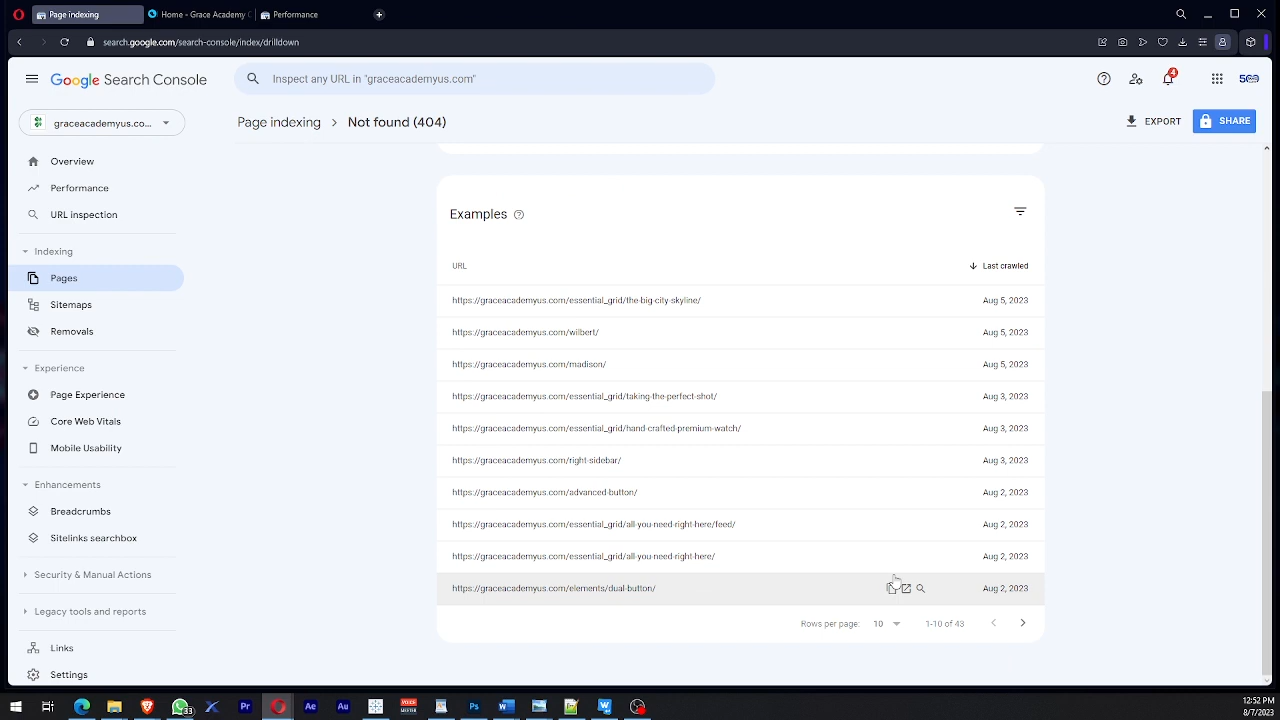 Page indexing
Home - Grace Academy
Performance
search.google.com/search-console/index/drilldown
Google Search Console
Inspect any URL in "graceacademyus.com"
4
graceacademyus.co...
Page indexing > Not found (404)
EXPORT
SHARE
Overview
Performance
URL inspection
Indexing
Pages
Sitemaps
Removals
Experience
Page Experience
Core Web Vitals
Mobile Usability
Enhancements
Breadcrumbs
Sitelinks searchbox
Security & Manual Actions
Legacy tools and reports
Links
Settings
Examples
URL Last crawled
https://graceacademyus.com/essential_grid/the-big-city-skyline/ Aug 5, 2023
https://graceacademyus.com/wilbert/ Aug 5, 2023
https://graceacademyus.com/madison/ Aug 5, 2023
https://graceacademyus.com/essential_grid/taking-the-perfect-shot/ Aug 3, 2023
https://graceacademyus.com/essential_grid/hand-crafted-premium-watch/ Aug 3, 2023
https://graceacademyus.com/right-sidebar/ Aug 3, 2023
https://graceacademyus.com/advanced-button/ Aug 2, 2023
https://graceacademyus.com/essential_grid/all-you-need-right-here/feed/ Aug 2, 2023
https://graceacademyus.com/essential_grid/all-you-need-right-here/ Aug 2, 2023
https://graceacademyus.com/elements/dual-button/ Aug 2, 2023
Rows per page: 10 1-10 of 43
Pr
Ae
Au
Ps
12:52 PM
8/7/2023